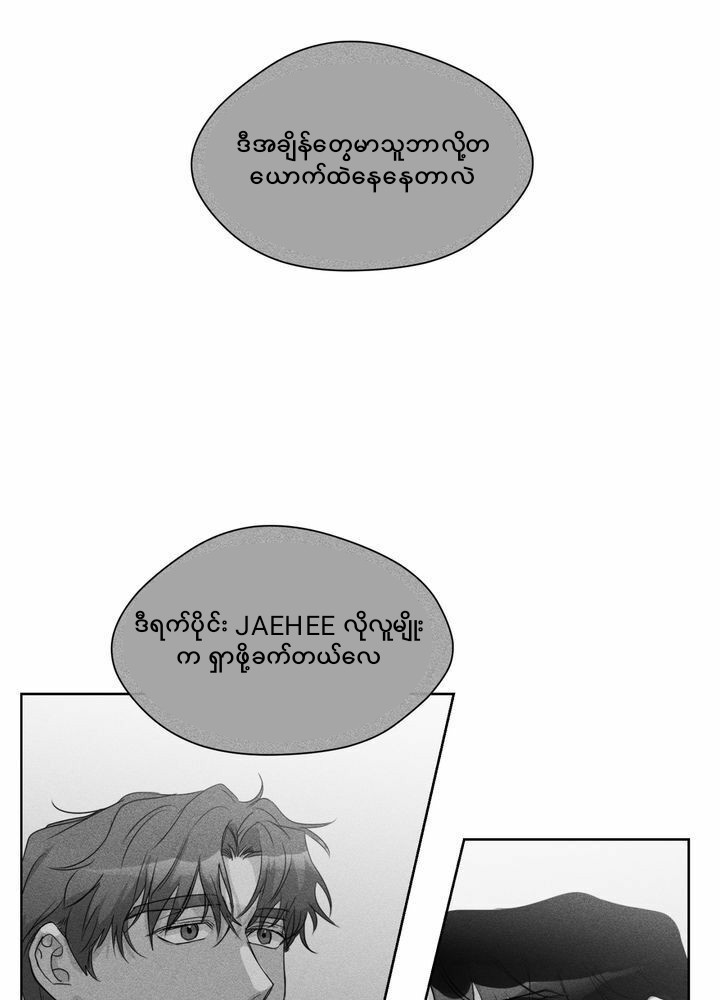 ဒီအချိန်တွေမာသူဘာလို့တ
ယောက်ထဲနေနေတာလဲ
ဒီရက်ပိုင်း JAEHEE လိုလူမျိုး
က ရှာဖို့ခက်တယ်လေ